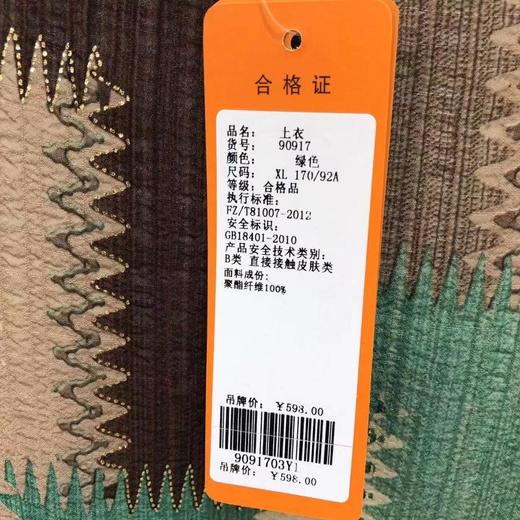 合格证
品名： 上衣
货号： 90917
颜色： 绿色
尺码： XL 170/92A
等级：合格品
执行标准：
FZ/T81007-2012
安全标识：
GB18401-2010
产品安全技术类别：
B类 直接接触皮肤类
面料成份：
聚酯纤维100%
吊牌价： ￥598.00
9091703Y1
吊牌价： ￥598.00